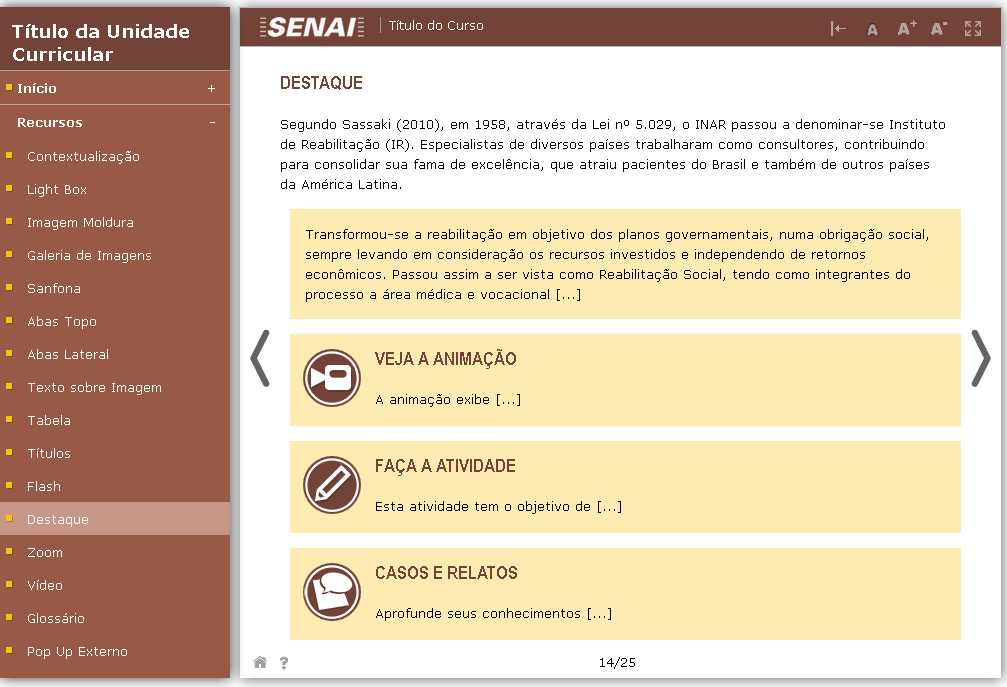 Título da Unidade
Curricular
Início +
Recursos -
Contextualização
Light Box
Imagem Moldura
Galeria de Imagens
Sanfona
Abas Topo
Abas Lateral
Texto sobre Imagem
Tabela
Títulos
Flash
Destaque
Zoom
Vídeo
Glossário
Pop Up Externo
SENAI Título do Curso
A A+ A-
DESTAQUE
Segundo Sassaki (2010), em 1958, através da Lei nº 5.029, o INAR passou a denominar-se Instituto
de Reabilitação (IR). Especialistas de diversos países trabalharam como consultores, contribuindo
para consolidar sua fama de excelência, que atraiu pacientes do Brasil e também de outros países
da América Latina.
Transformou-se a reabilitação em objetivo dos planos governamentais, numa obrigação social,
sempre levando em consideração os recursos investidos e independendo de retornos
econômicos. Passou assim a ser vista como Reabilitação Social, tendo como integrantes do
processo a área médica e vocacional [...]
VEJA A ANIMAÇÃO
A animação exibe [...]
FAÇA A ATIVIDADE
Esta atividade tem o objetivo de [...]
CASOS E RELATOS
Aprofunde seus conhecimentos [...]
? 14/25